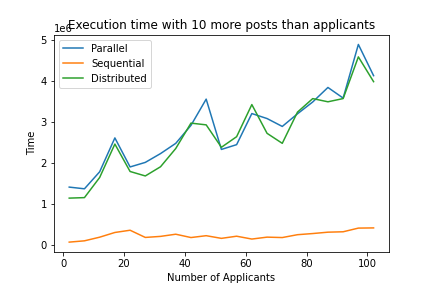 Execution time with 10 more posts than applicants
1e6
Parallel
Sequential
Distributed
5
4
3
2
1
0
Time
0 20 40 60 80 100
Number of Applicants